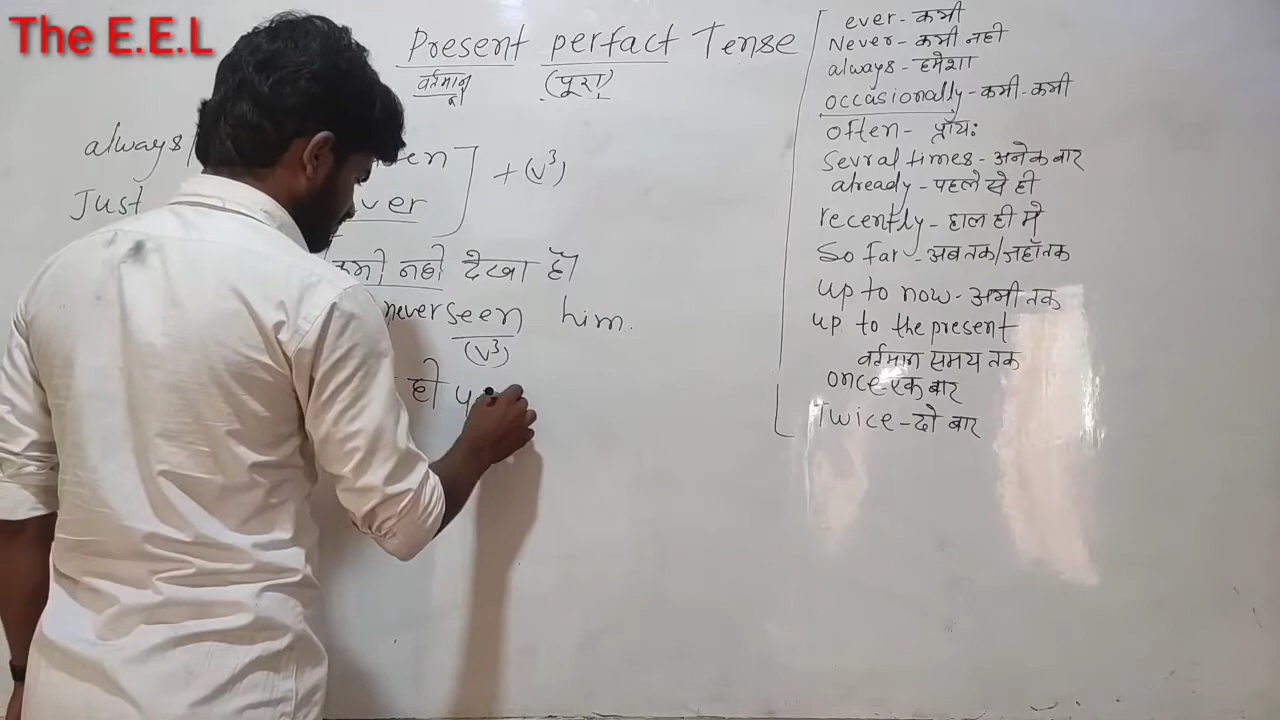 The E.E.L
Present perfact Tense
वर्तमान (पूरा)
always
Just ver + (v³)
कभी नही देखा है।
never seen him.
(v³)
ही
ever - कभी
Never - कभी नही
always - हमेशा
occasionally - कभी-कभी
often - प्रॉयः
Sevral times - अनेक बार
already - पहले से ही
recently - हाल ही मे
So far - अब तक/जहाँ तक
up to now - अभी तक
up to the present
वर्तमान समय तक
once - एक बार
Twice - दो बार